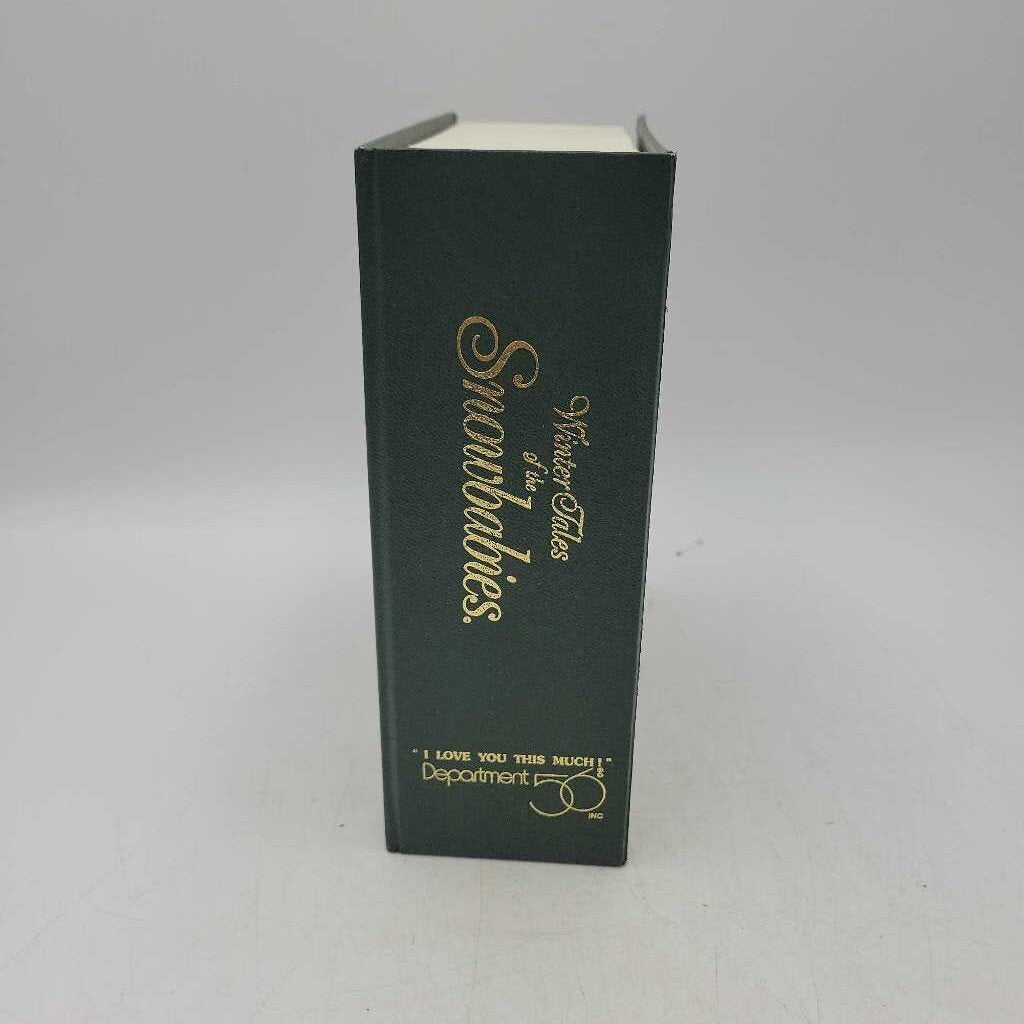 Winter Tales
of the
Snowbabies.
" I LOVE YOU THIS MUCH! "
Department 56
INC